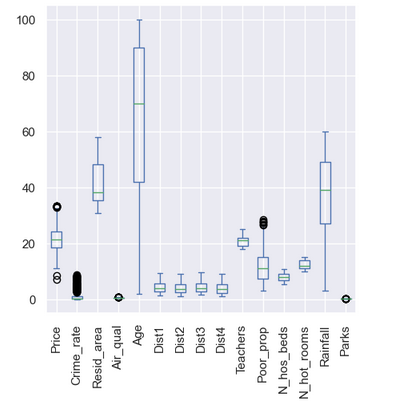 100
80
60
40
20
0
Price
Crime_rate
Resid_area
Air_qual
Age
Dist1
Dist2
Dist3
Dist4
Teachers
Poor_prop
N_hos_beds
N_hot_rooms
Rainfall
Parks